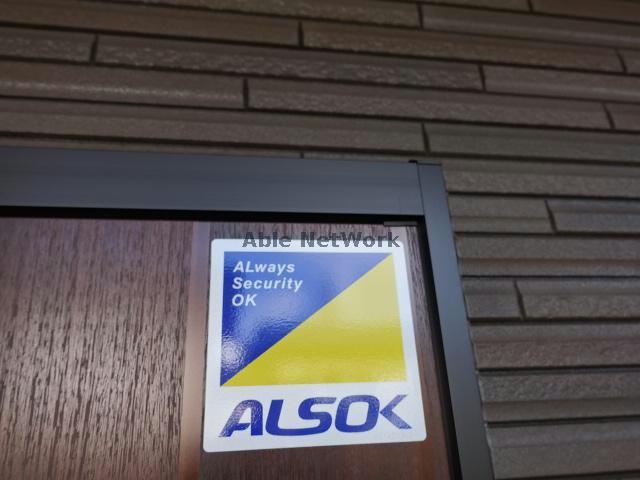 Able NetWork
ALways
Security
OK
ALSOK